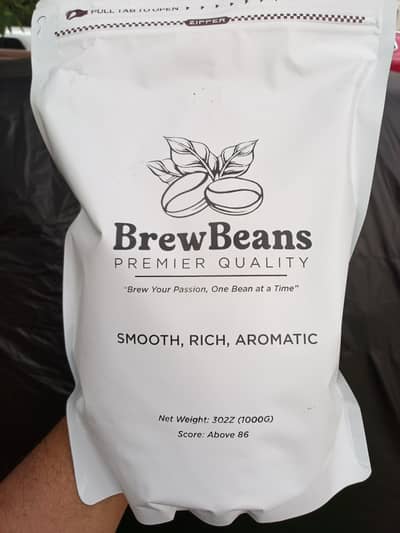 PULL TAB TO OPEN
ZIPPER
BrewBeans
PREMIER QUALITY
"Brew Your Passion, One Bean at a Time"
SMOOTH, RICH, AROMATIC
Net Weight: 302Z (1000G)
Score: Above 86